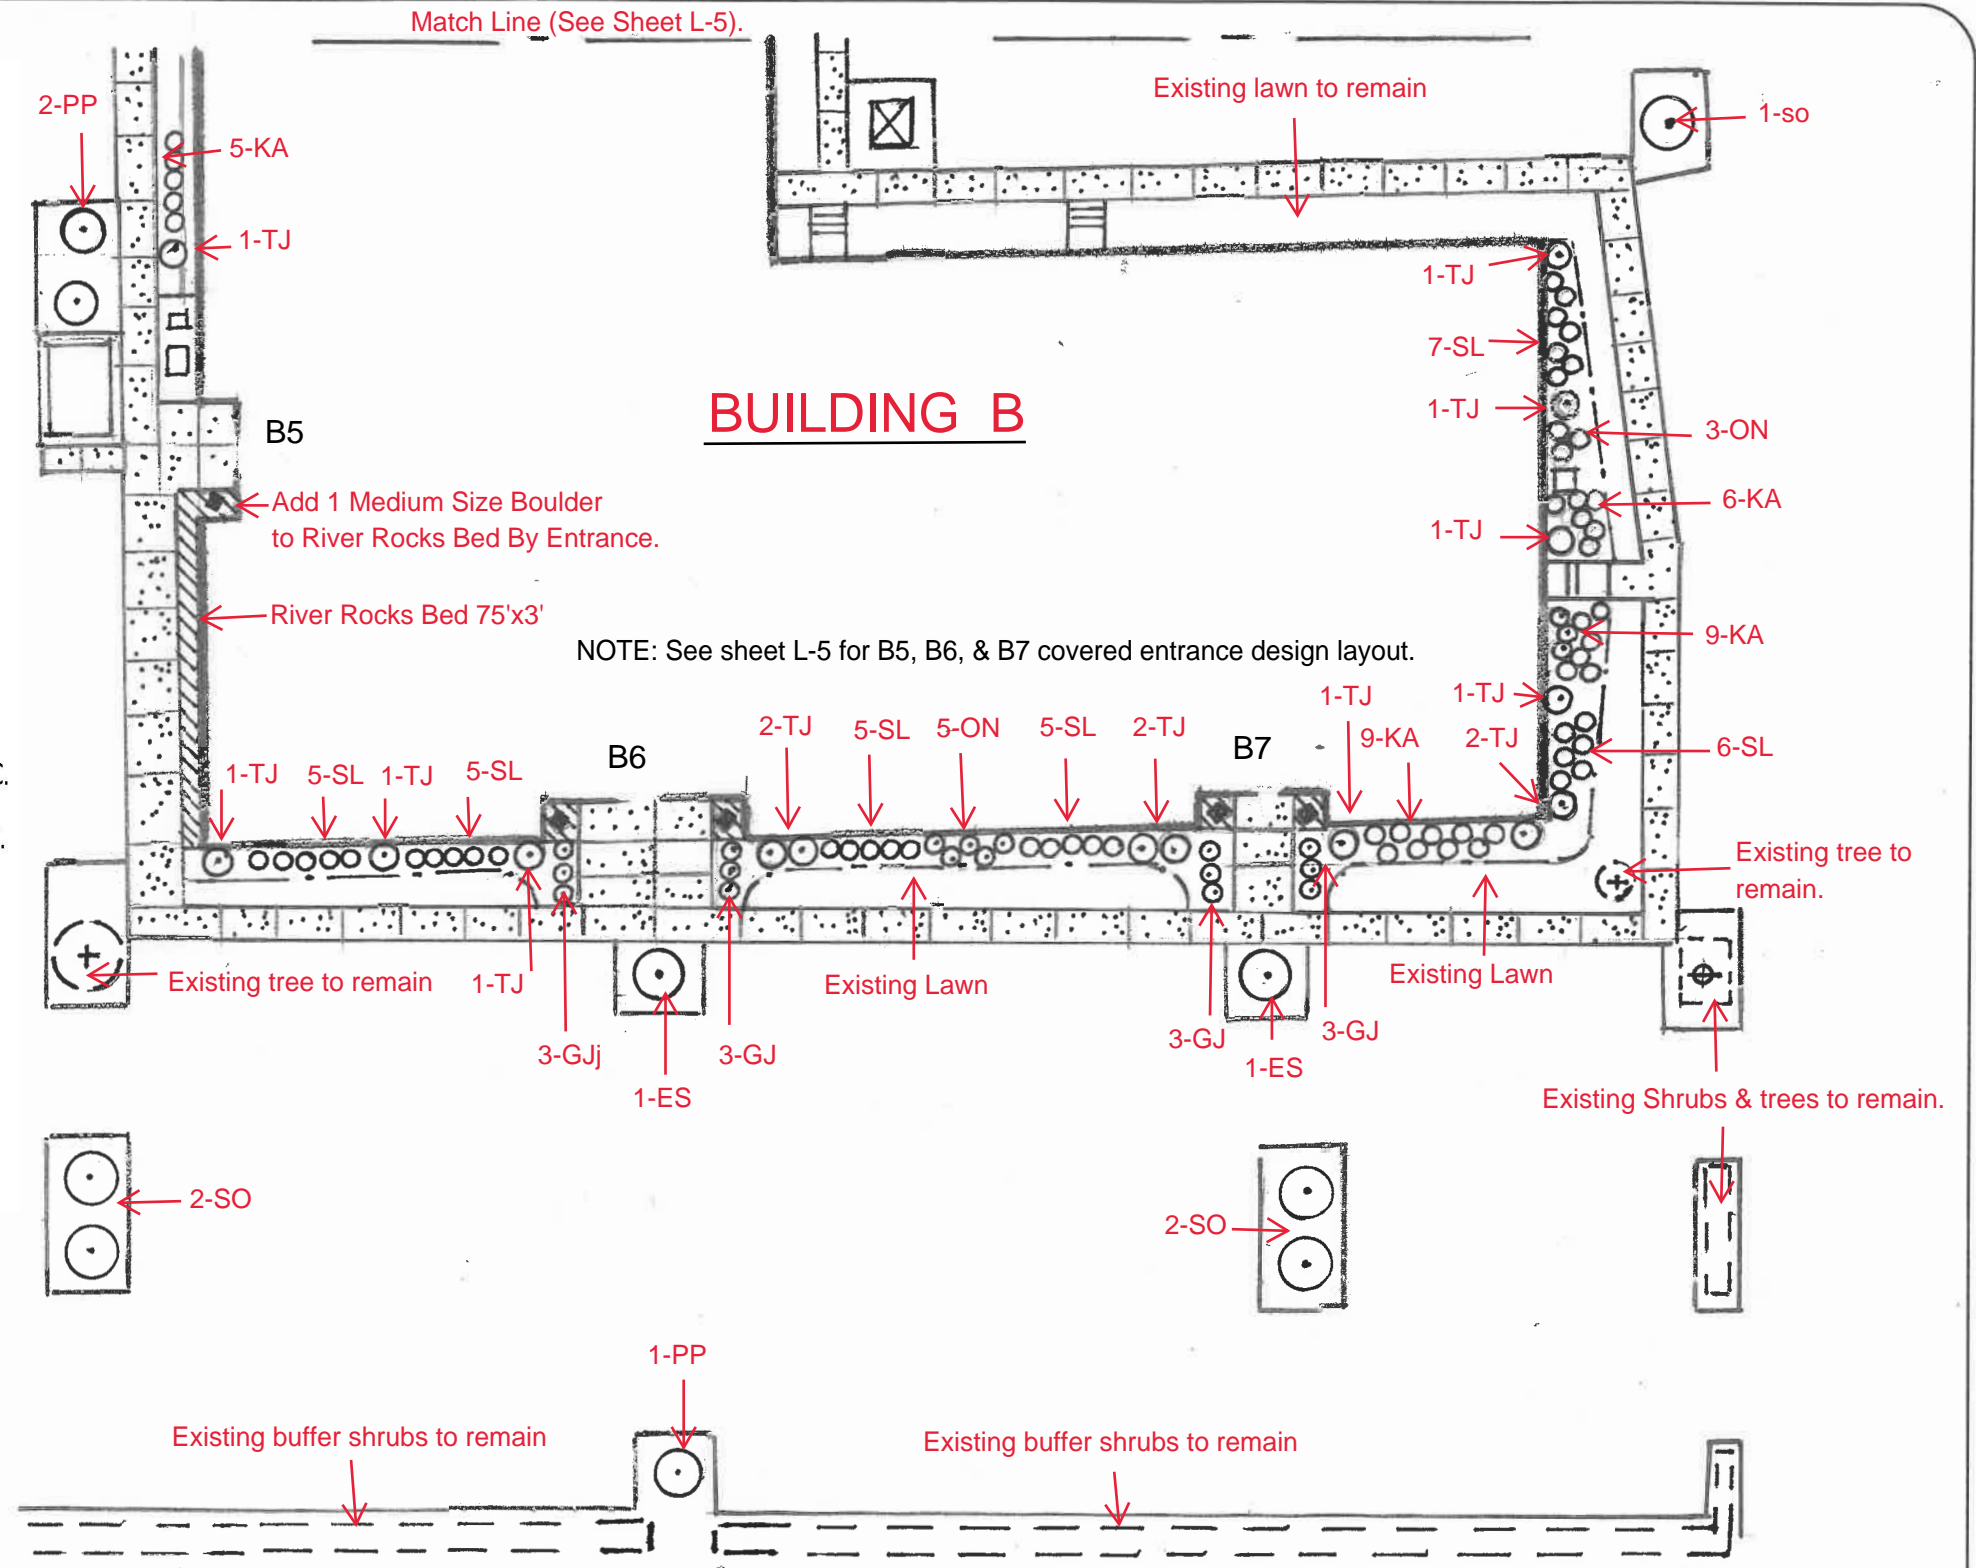 Match Line (See Sheet L-5).
Existing lawn to remain
2-PP
1-so
5-KA
1-TJ
1-TJ
7-SL
BUILDING B
1-TJ
3-ON
B5
Add 1 Medium Size Boulder
to River Rocks Bed By Entrance.
6-KA
1-TJ
River Rocks Bed 75'x3'
9-KA
NOTE: See sheet L-5 for B5, B6, & B7 covered entrance design layout.
1-TJ
1-TJ
2-TJ
5-SL
5-ON
5-SL
2-TJ
B7
9-KA
2-TJ
6-SL
B6
1-TJ
5-SL
1-TJ
5-SL
Existing tree to
remain.
Existing tree to remain
1-TJ
Existing Lawn
Existing Lawn
3-GJj
3-GJ
3-GJ
3-GJ
1-ES
1-ES
Existing Shrubs & trees to remain.
2-SO
2-SO
1-PP
Existing buffer shrubs to remain
Existing buffer shrubs to remain